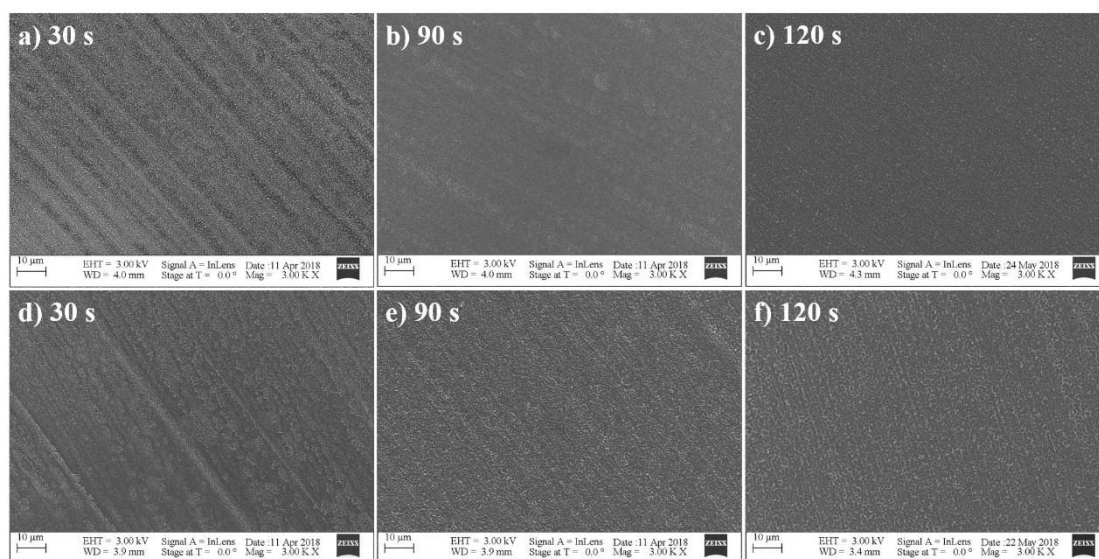 a) 30 s
b) 90 s
c) 120 s
10 µm
EHT = 3.00 kV Signal A = InLens Date :11 Apr 2018
WD = 4.0 mm Stage at T = 0.0 ° Mag = 3.00 K X
ZEISS
10 µm
EHT = 3.00 kV Signal A = InLens Date :11 Apr 2018
WD = 4.0 mm Stage at T = 0.0 ° Mag = 3.00 K X
ZEISS
10 µm
EHT = 3.00 kV Signal A = InLens Date :24 May 2018
WD = 4.3 mm Stage at T = 0.0 ° Mag = 3.00 K X
ZEISS
d) 30 s
e) 90 s
f) 120 s
10 µm
EHT = 3.00 kV Signal A = InLens Date :11 Apr 2018
WD = 3.9 mm Stage at T = 0.0 ° Mag = 3.00 K X
ZEISS
10 µm
EHT = 3.00 kV Signal A = InLens Date :11 Apr 2018
WD = 3.9 mm Stage at T = 0.0 ° Mag = 3.00 K X
ZEISS
10 µm
EHT = 3.00 kV Signal A = InLens Date :22 May 2018
WD = 3.4 mm Stage at T = 0.0 ° Mag = 3.00 K X
ZEISS